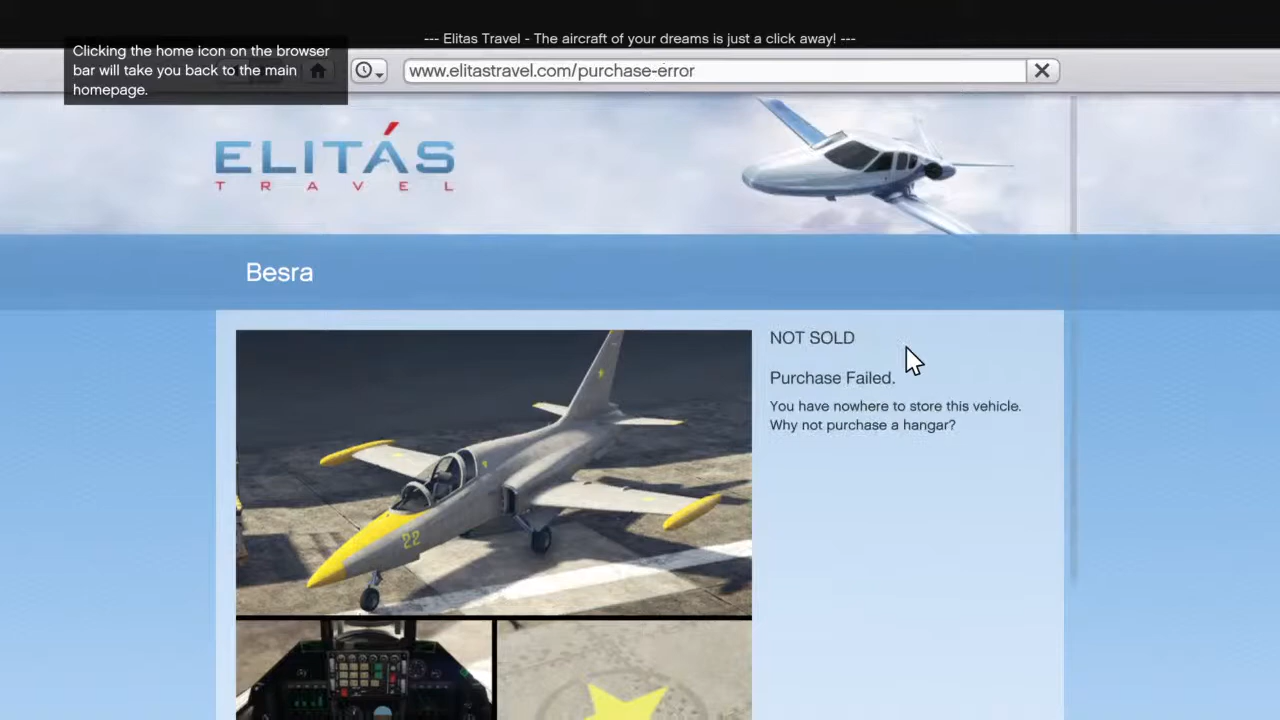 --- Elitas Travel - The aircraft of your dreams is just a click away! ---
Clicking the home icon on the browser
bar will take you back to the main
homepage.
www.elitastravel.com/purchase-error
ELITÁS
TRAVEL
Besra
NOT SOLD
Purchase Failed.
You have nowhere to store this vehicle.
Why not purchase a hangar?
22